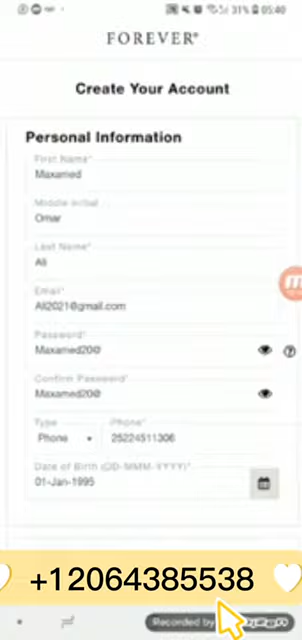 31% 05:40
FOREVER®
Create Your Account
Personal Information
First Name*
Maxamed
Middle Initial
Omar
Last Name*
Ali
Email*
Ali2021@gmail.com
Password*
Maxamed20@
Confirm Password*
Maxamed20@
Type Phone*
Phone 25224511306
Date of Birth (DD-MMM-YYYY)*
01-Jan-1995
+12064385538
Recorded by